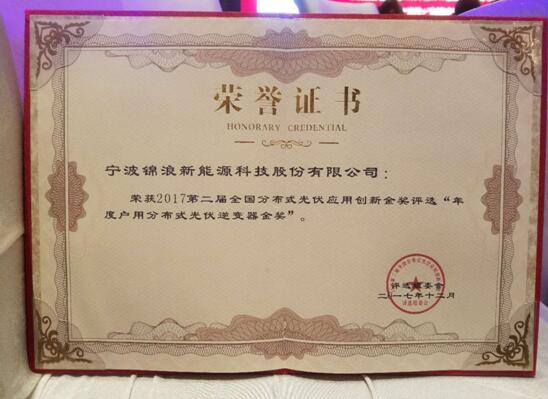 荣誉证书
HONORARY CREDENTIAL
宁波锦浪新能源科技股份有限公司：
荣获2017第二届全国分布式光伏应用创新金奖评选“年
度户用分布式光伏逆变器金奖”。
评选组委会
二〇一七年十二月